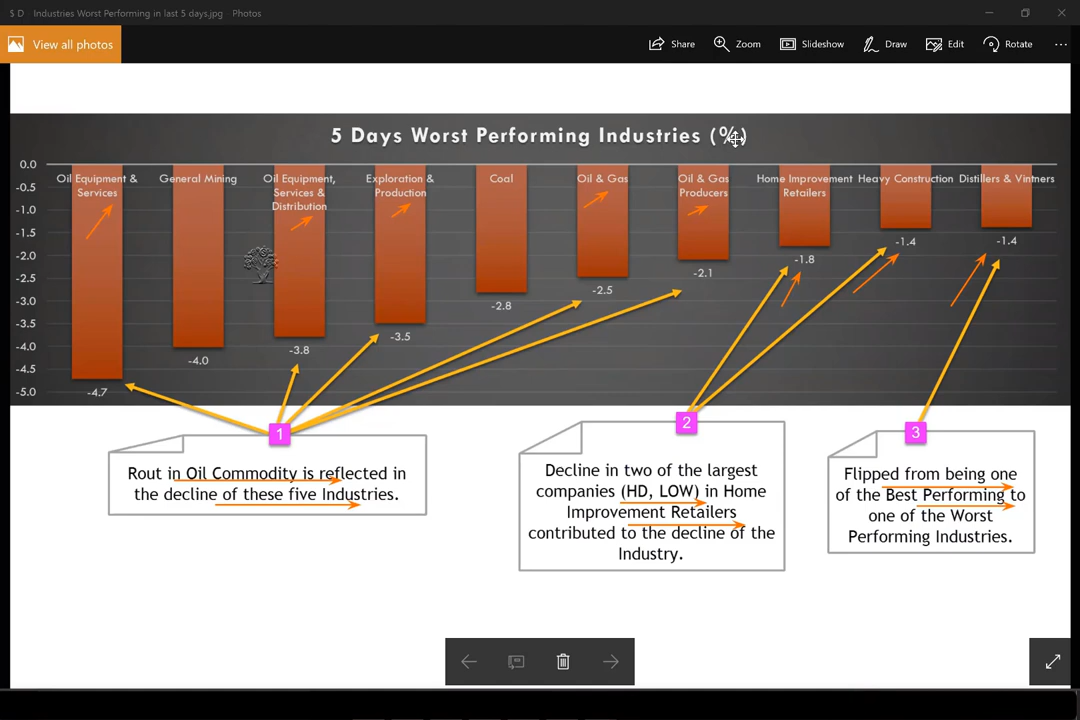 5 D Industries Worst Performing in last 5 days.jpg Photos
View all photos
Share
Zoom
Slideshow
Draw
Edit
Rotate
5 Days Worst Performing Industries (%)
0.0
-0.5
-1.0
-1.5
-2.0
-2.5
-3.0
-3.5
-4.0
-4.5
-5.0
Oil Equipment &
Services
General Mining
Oil Equipment,
Services &
Distribution
Exploration &
Production
Coal
Oil & Gas
Oil & Gas
Producers
Home Improvement
Retailers
Heavy Construction
Distillers & Vintners
-4.7
-4.0
-3.8
-3.5
-2.8
-2.5
-2.1
-1.8
-1.4
-1.4
1
Rout in Oil Commodity is reflected in
the decline of these five Industries.
2
Decline in two of the largest
companies (HD, LOW) in Home
Improvement Retailers
contributed to the decline of the
Industry.
3
Flipped from being one
of the Best Performing to
one of the Worst
Performing Industries.